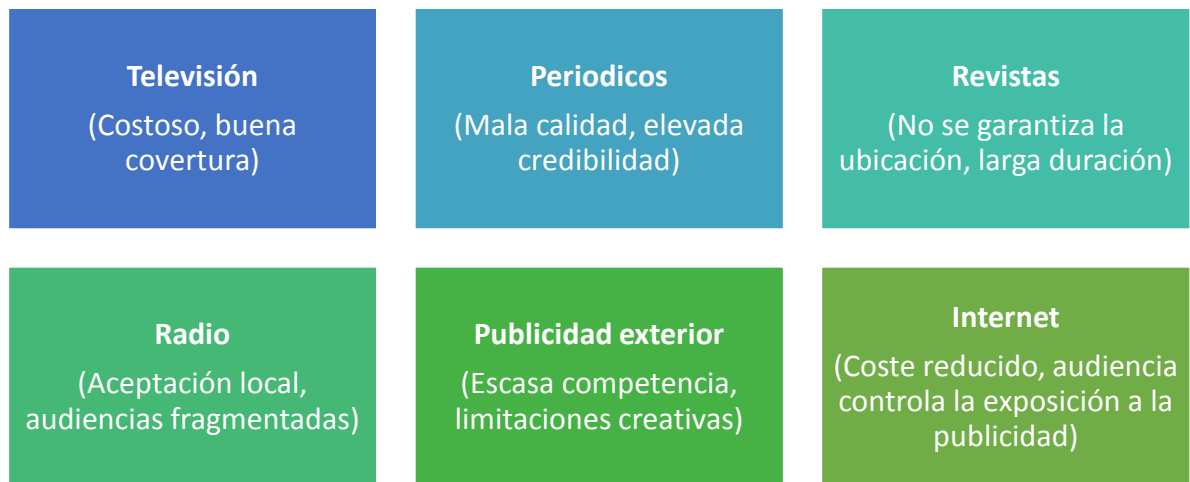 Televisión
(Costoso, buena
covertura)
Periodicos
(Mala calidad, elevada
credibilidad)
Revistas
(No se garantiza la
ubicación, larga duración)
Radio
(Aceptación local,
audiencias fragmentadas)
Publicidad exterior
(Escasa competencia,
limitaciones creativas)
Internet
(Coste reducido, audiencia
controla la exposición a la
publicidad)